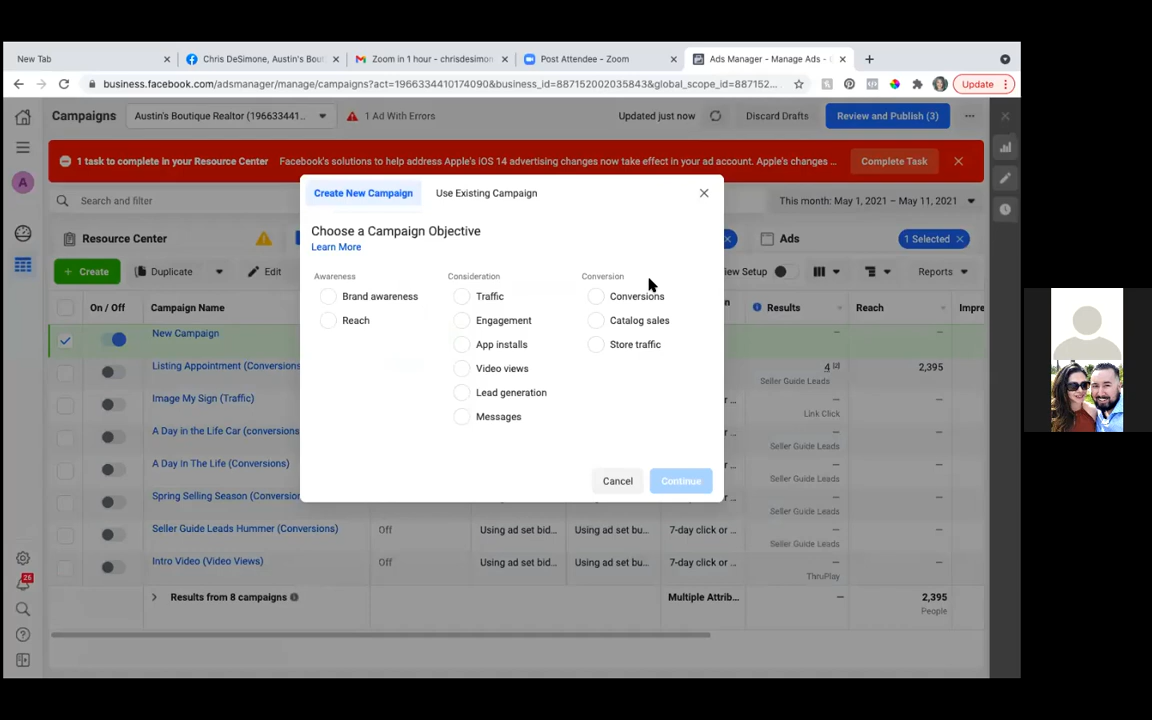 New Tab
Chris DeSimone, Austin's Bou
Zoom in 1 hour - chrisdesimon
Post Attendee - Zoom
Ads Manager - Manage Ads -
business.facebook.com/adsmanager/manage/campaigns?act=1966334101740908&business_id=887152002035843&global_scope_id=887152...
Update
Campaigns
Austin's Boutique Realtor (19663341...
1 Ad With Errors
Updated just now
Discard Drafts
Review and Publish (3)
1 task to complete in your Resource Center
Facebook's solutions to help address Apple's iOS 14 advertising changes now take effect in your ad account. Apple's changes ...
Complete Task
Search and filter
This month: May 1, 2021 – May 11, 2021
Create New Campaign
Use Existing Campaign
Choose a Campaign Objective
Learn More
Awareness
Brand awareness
Reach
Consideration
Traffic
Engagement
App installs
Video views
Lead generation
Messages
Conversion
Conversions
Catalog sales
Store traffic
Cancel
Continue
A
Resource Center
Ads
1 Selected
+ Create
Duplicate
Edit
ew Setup
Reports
On / Off
Campaign Name
n
Results
Reach
Impre
New Campaign
—
—
Listing Appointment (Conversions
4 [2]
Seller Guide Leads
2,395
Image My Sign (Traffic)
...
—
Link Click
—
A Day in the Life Car (conversions
...
—
Seller Guide Leads
—
A Day In The Life (Conversions)
...
—
Seller Guide Leads
—
Spring Selling Season (Conversion
...
—
Seller Guide Leads
—
Seller Guide Leads Hummer (Conversions)
Off
Using ad set bid...
Using ad set bu...
7-day click or ...
—
Seller Guide Leads
—
Intro Video (Video Views)
Off
Using ad set bid...
Using ad set bu...
7-day click or ...
—
ThruPlay
—
Results from 8 campaigns
Multiple Attrib...
—
2,395
People
26